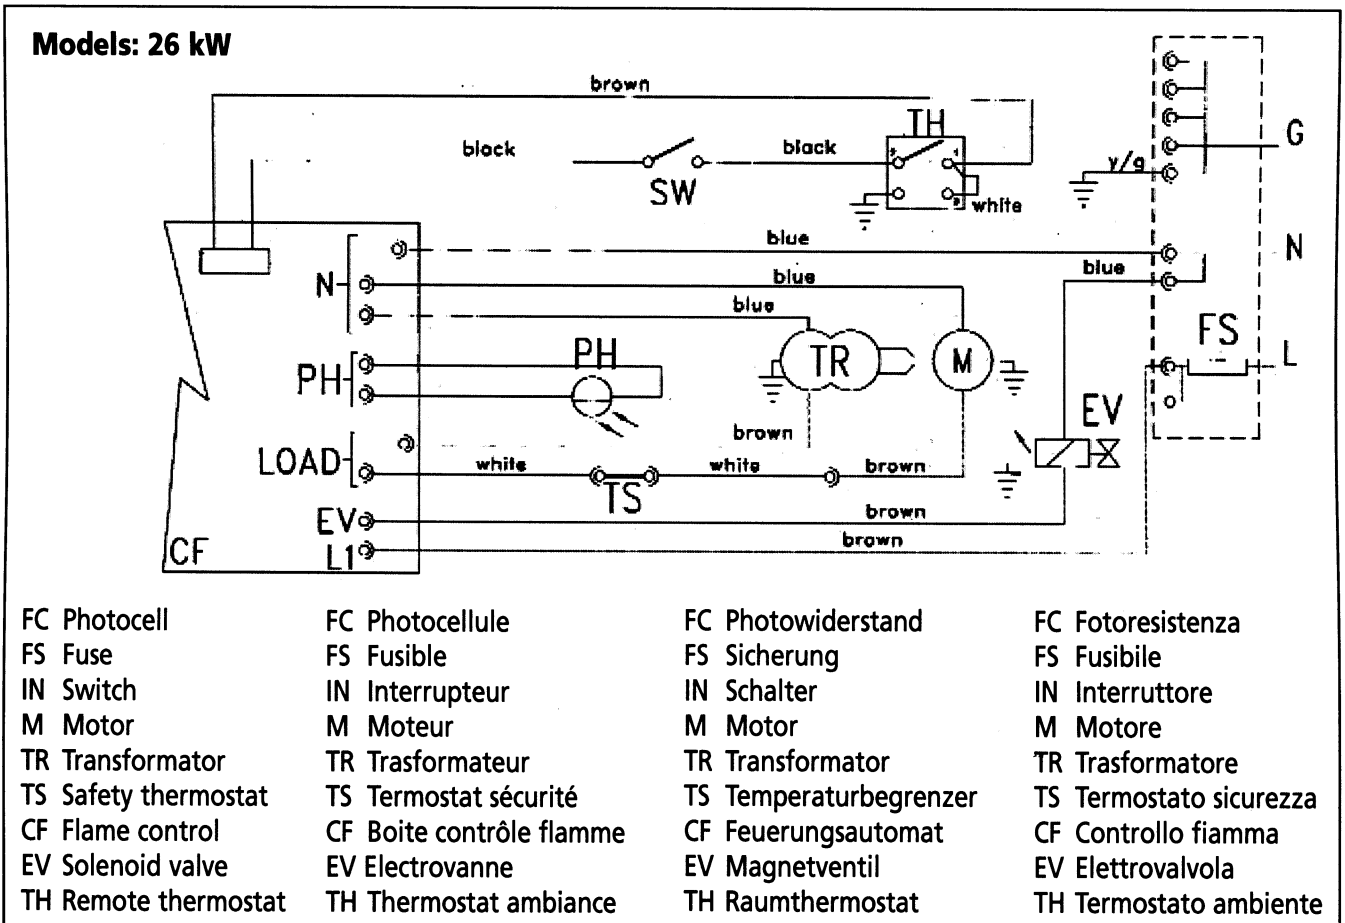 Models: 26 kW
brown
black
SW
black
TH
white
y/g
G
blue
N
blue
blue
N
blue
FS
L
PH
PH
TR
M
EV
brown
LOAD
white
TS
white
brown
EV
brown
L1
brown
CF
FC Photocell
FS Fuse
IN Switch
M Motor
TR Transformator
TS Safety thermostat
CF Flame control
EV Solenoid valve
TH Remote thermostat
FC Photocellule
FS Fusible
IN Interrupteur
M Moteur
TR Trasformateur
TS Termostat sécurité
CF Boite contrôle flamme
EV Electrovanne
TH Thermostat ambiance
FC Photowiderstand
FS Sicherung
IN Schalter
M Motor
TR Transformator
TS Temperaturbegrenzer
CF Feuerungsautomat
EV Magnetventil
TH Raumthermostat
FC Fotoresistenza
FS Fusibile
IN Interruttore
M Motore
TR Trasformatore
TS Termostato sicurezza
CF Controllo fiamma
EV Elettrovalvola
TH Termostato ambiente